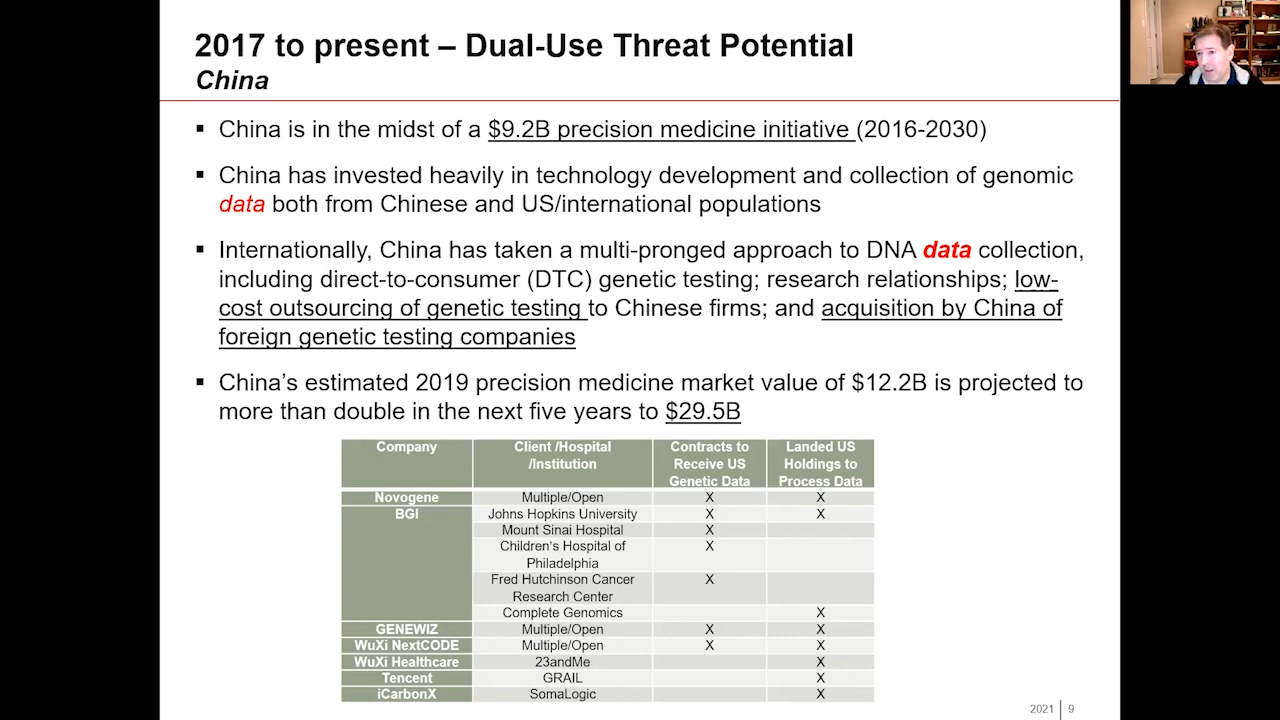 2017 to present – Dual-Use Threat Potential
China
▪ China is in the midst of a $9.2B precision medicine initiative (2016-2030)
▪ China has invested heavily in technology development and collection of genomic
data both from Chinese and US/international populations
▪ Internationally, China has taken a multi-pronged approach to DNA data collection,
including direct-to-consumer (DTC) genetic testing; research relationships; low-
cost outsourcing of genetic testing to Chinese firms; and acquisition by China of
foreign genetic testing companies
▪ China's estimated 2019 precision medicine market value of $12.2B is projected to
more than double in the next five years to $29.5B
Company Client /Hospital Contracts to Landed US
/Institution Receive US Holdings to
Genetic Data Process Data
Novogene Multiple/Open X X
BGI Johns Hopkins University X X
Mount Sinai Hospital X
Children's Hospital of X
Philadelphia
Fred Hutchinson Cancer X
Research Center
Complete Genomics X
GENEWIZ Multiple/Open X X
WuXi NextCODE Multiple/Open X X
WuXi Healthcare 23andMe X
Tencent GRAIL X
iCarbonX SomaLogic X
2021 | 9